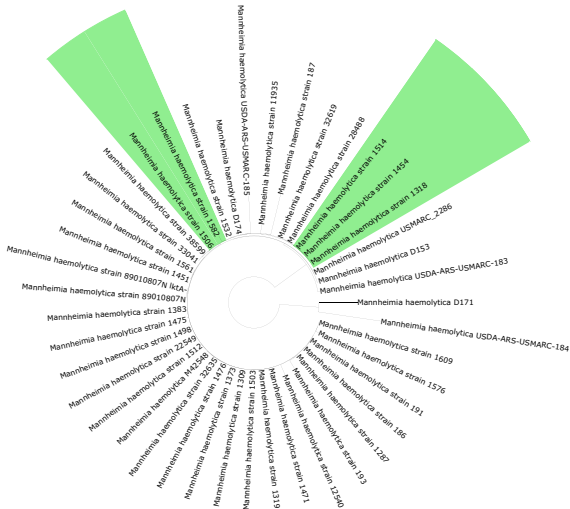 Mannheimia haemolytica USDA-ARS-USMARC-185
Mannheimia haemolytica strain 11935
Mannheimia haemolytica strain 187
Mannheimia haemolytica strain 32619
Mannheimia haemolytica strain 28488
Mannheimia haemolytica strain 1514
Mannheimia haemolytica strain 1454
Mannheimia haemolytica strain 1318
Mannheimia haemolytica USMARC_2286
Mannheimia haemolytica D153
Mannheimia haemolytica USDA-ARS-USMARC-183
Mannheimia haemolytica D171
Mannheimia haemolytica USDA-ARS-USMARC-184
Mannheimia haemolytica strain 1609
Mannheimia haemolytica strain 1576
Mannheimia haemolytica strain 191
Mannheimia haemolytica strain 186
Mannheimia haemolytica strain 1287
Mannheimia haemolytica strain 193
Mannheimia haemolytica strain 12540
Mannheimia haemolytica strain 1471
Mannheimia haemolytica strain 1319
Mannheimia haemolytica strain 1503
Mannheimia haemolytica strain 1309
Mannheimia haemolytica strain 1373
Mannheimia haemolytica strain 1476
Mannheimia haemolytica strain 32635
Mannheimia haemolytica M42548
Mannheimia haemolytica strain 1512
Mannheimia haemolytica strain 22549
Mannheimia haemolytica strain 1498
Mannheimia haemolytica strain 1475
Mannheimia haemolytica strain 1383
Mannheimia haemolytica strain 89010807N
Mannheimia haemolytica strain 89010807N lktA-
Mannheimia haemolytica strain 1451
Mannheimia haemolytica strain 1561
Mannheimia haemolytica strain 33041
Mannheimia haemolytica strain 38599
Mannheimia haemolytica strain 1506
Mannheimia haemolytica strain 1582
Mannheimia haemolytica strain 1532
Mannheimia haemolytica D174